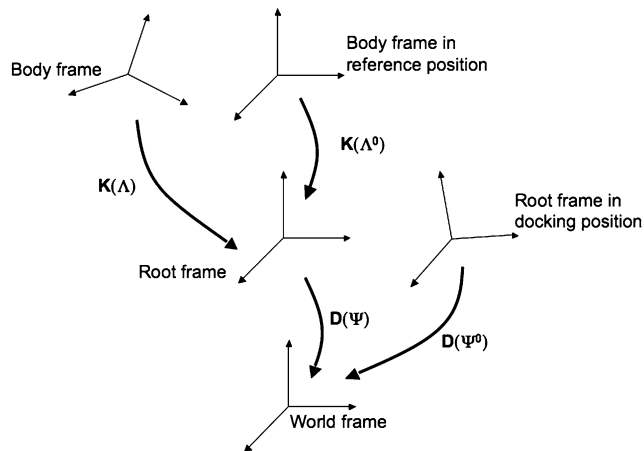 Body frame
Body frame in
reference position
K(Λ⁰)
K(Λ)
Root frame in
docking position
Root frame
D(Ψ)
D(Ψ⁰)
World frame